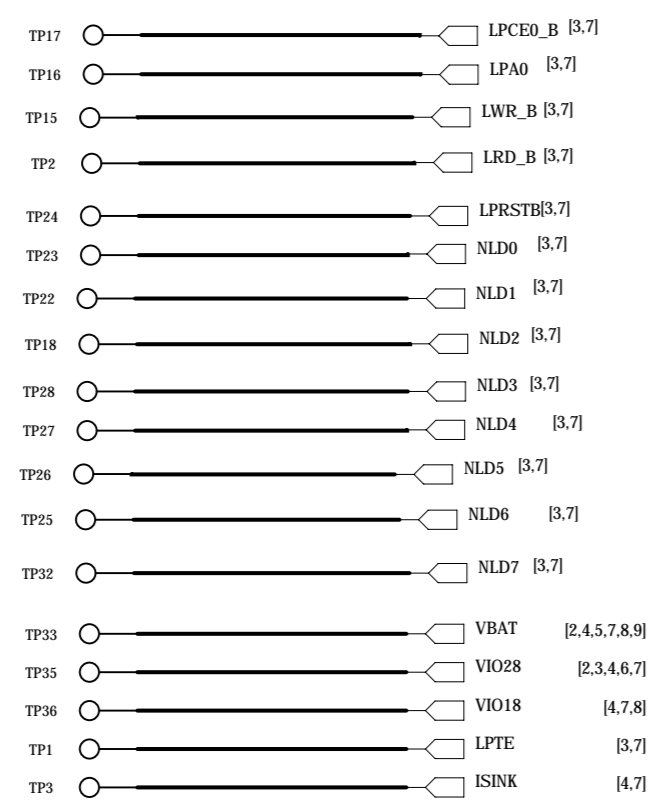 TP17 LPCE0_B [3,7]
TP16 LPA0 [3,7]
TP15 LWR_B [3,7]
TP2 LRD_B [3,7]
TP24 LPRSTB[3,7]
TP23 NLD0 [3,7]
TP22 NLD1 [3,7]
TP18 NLD2 [3,7]
TP28 NLD3 [3,7]
TP27 NLD4 [3,7]
TP26 NLD5 [3,7]
TP25 NLD6 [3,7]
TP32 NLD7 [3,7]
TP33 VBAT [2,4,5,7,8,9]
TP35 VIO28 [2,3,4,6,7]
TP36 VIO18 [4,7,8]
TP1 LPTE [3,7]
TP3 ISINK [4,7]